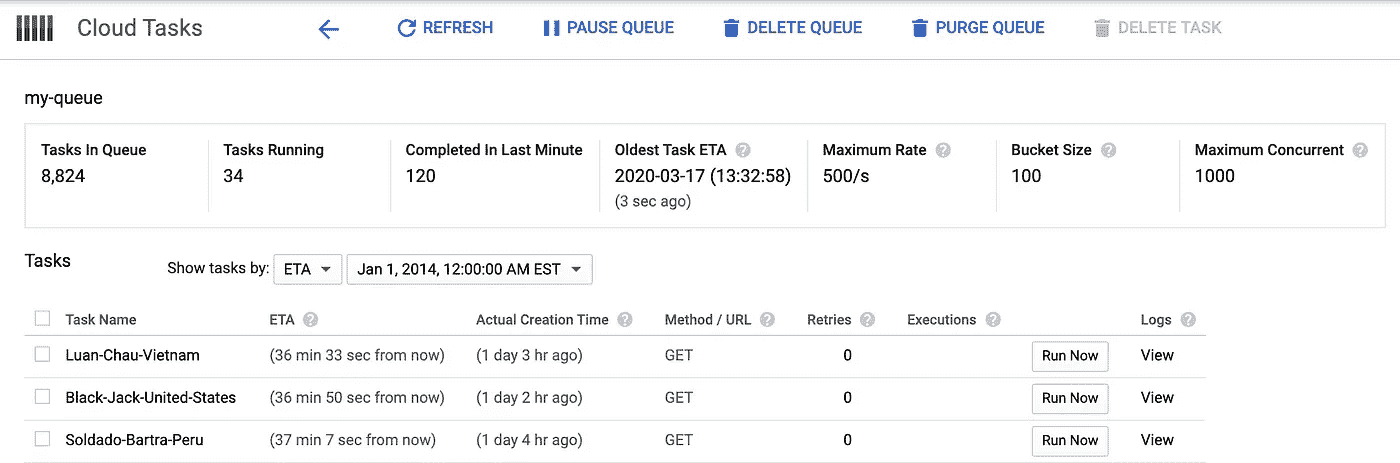 Cloud Tasks REFRESH PAUSE QUEUE DELETE QUEUE PURGE QUEUE DELETE TASK
my-queue
Tasks In Queue Tasks Running Completed In Last Minute Oldest Task ETA Maximum Rate Bucket Size Maximum Concurrent
8,824 34 120 2020-03-17 (13:32:58) 500/s 100 1000
(3 sec ago)
Tasks Show tasks by: ETA Jan 1, 2014, 12:00:00 AM EST
Task Name ETA Actual Creation Time Method / URL Retries Executions Logs
Luan-Chau-Vietnam (36 min 33 sec from now) (1 day 3 hr ago) GET 0 Run Now View
Black-Jack-United-States (36 min 50 sec from now) (1 day 2 hr ago) GET 0 Run Now View
Soldado-Bartra-Peru (37 min 7 sec from now) (1 day 4 hr ago) GET 0 Run Now View